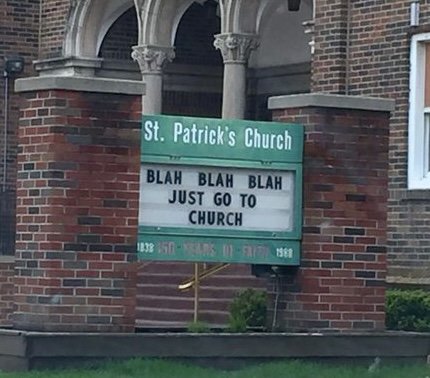 St. Patrick's Church
BLAH BLAH BLAH
JUST GO TO
CHURCH
1838 150 YEARS OF FAITH 1988